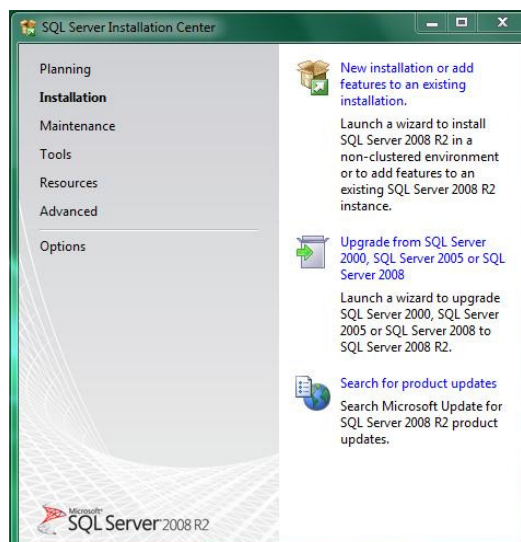 SQL Server Installation Center
Planning
Installation
Maintenance
Tools
Resources
Advanced
Options
New installation or add
features to an existing
installation.
Launch a wizard to install
SQL Server 2008 R2 in a
non-clustered environment
or to add features to an
existing SQL Server 2008 R2
instance.
Upgrade from SQL Server
2000, SQL Server 2005 or SQL
Server 2008
Launch a wizard to upgrade
SQL Server 2000, SQL Server
2005 or SQL Server 2008 to
SQL Server 2008 R2.
Search for product updates
Search Microsoft Update for
SQL Server 2008 R2 product
updates.
Microsoft®
SQL Server 2008 R2